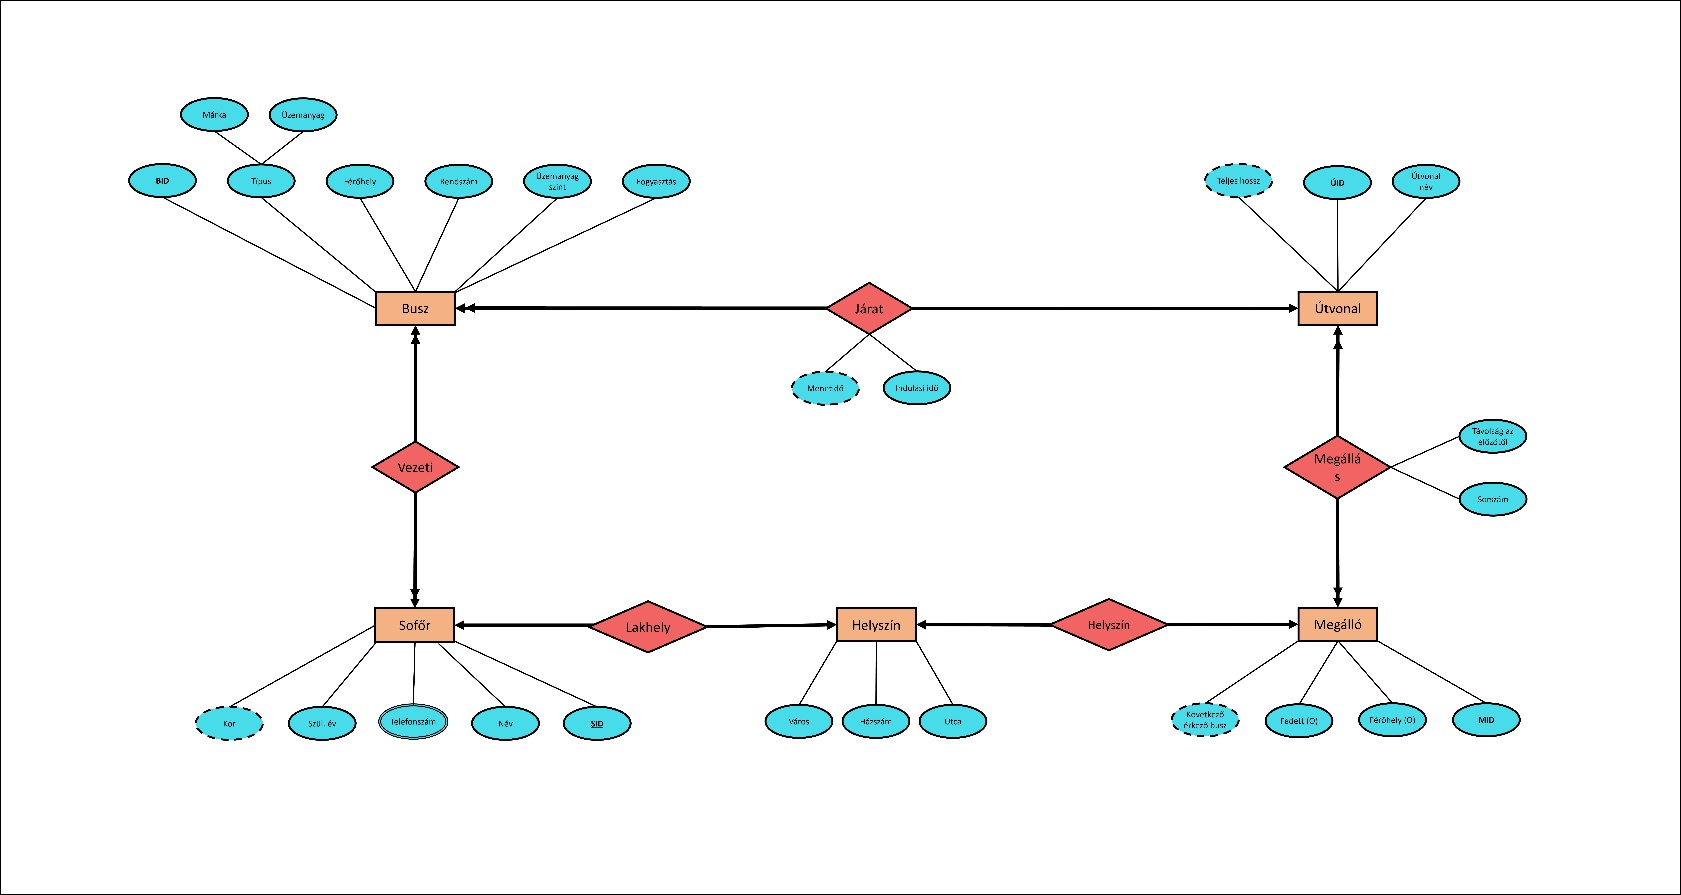 Márka
Üzemanyag
BID
Típus
Férőhely
Rendszám
Üzemanyag
szint
Fogyasztás
Teljes hossz
ÚID
Útvonal
név
Busz
Járat
Útvonal
Menetidő
Indulási idő
Távolság az
előzőtől
Vezeti
Megállá
s
Sorszám
Sofőr
Lakhely
Helyszín
Helyszín
Megálló
Kor
Szül. év
Telefonszám
Név
SID
Város
Házszám
Utca
Következő
érkező busz
Fedett (O)
Férőhely (O)
MID